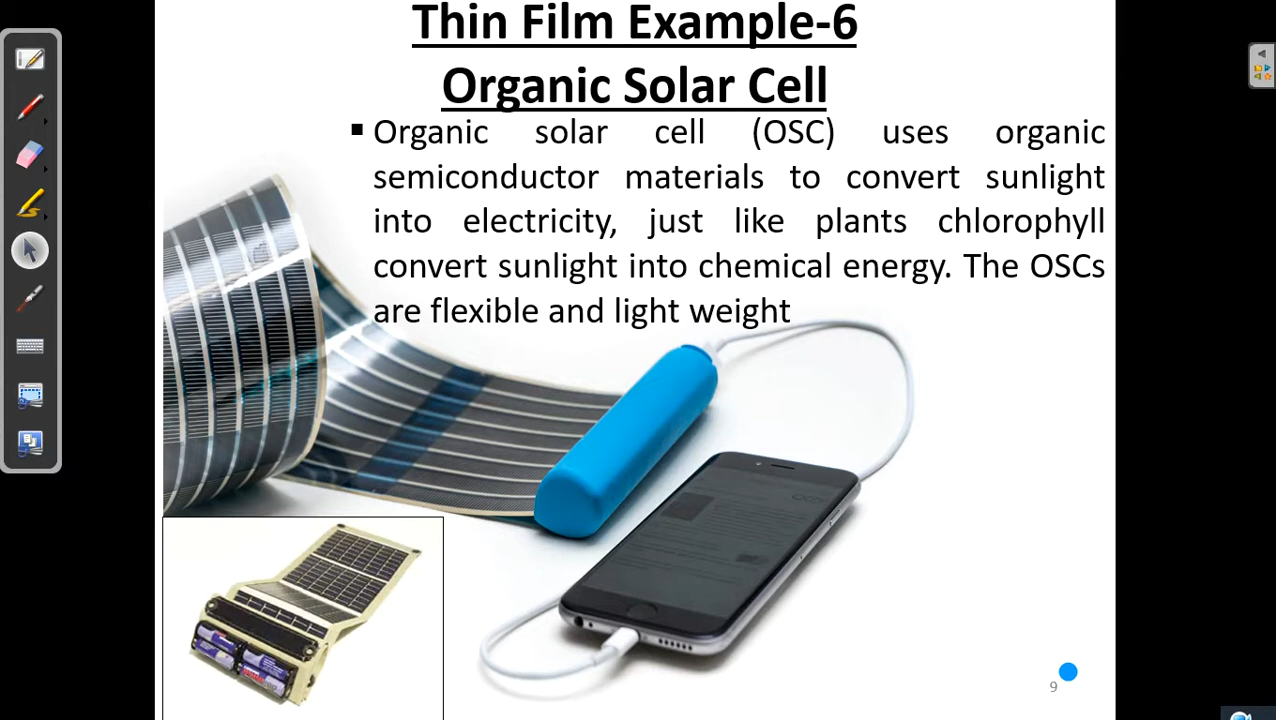 Thin Film Example-6
Organic Solar Cell
▪ Organic solar cell (OSC) uses organic
semiconductor materials to convert sunlight
into electricity, just like plants chlorophyll
convert sunlight into chemical energy. The OSCs
are flexible and light weight
9